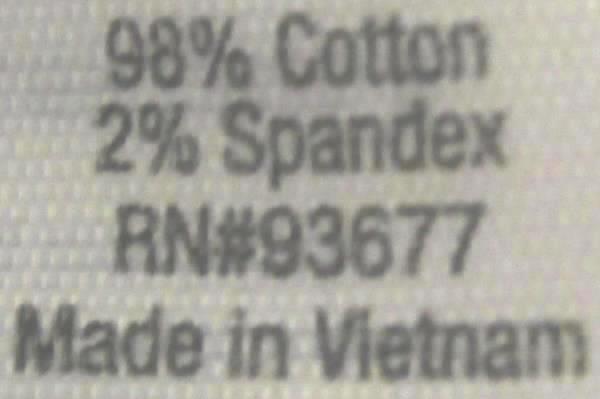 98% Cotton
2% Spandex
RN#93677
Made in Vietnam